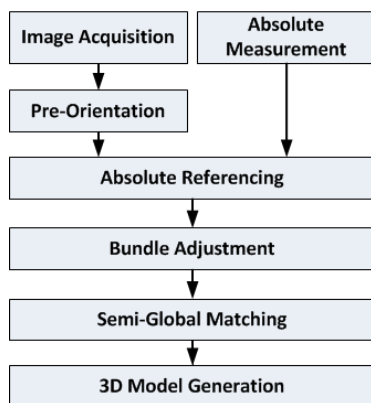 Image Acquisition
Absolute
Measurement
Pre-Orientation
Absolute Referencing
Bundle Adjustment
Semi-Global Matching
3D Model Generation